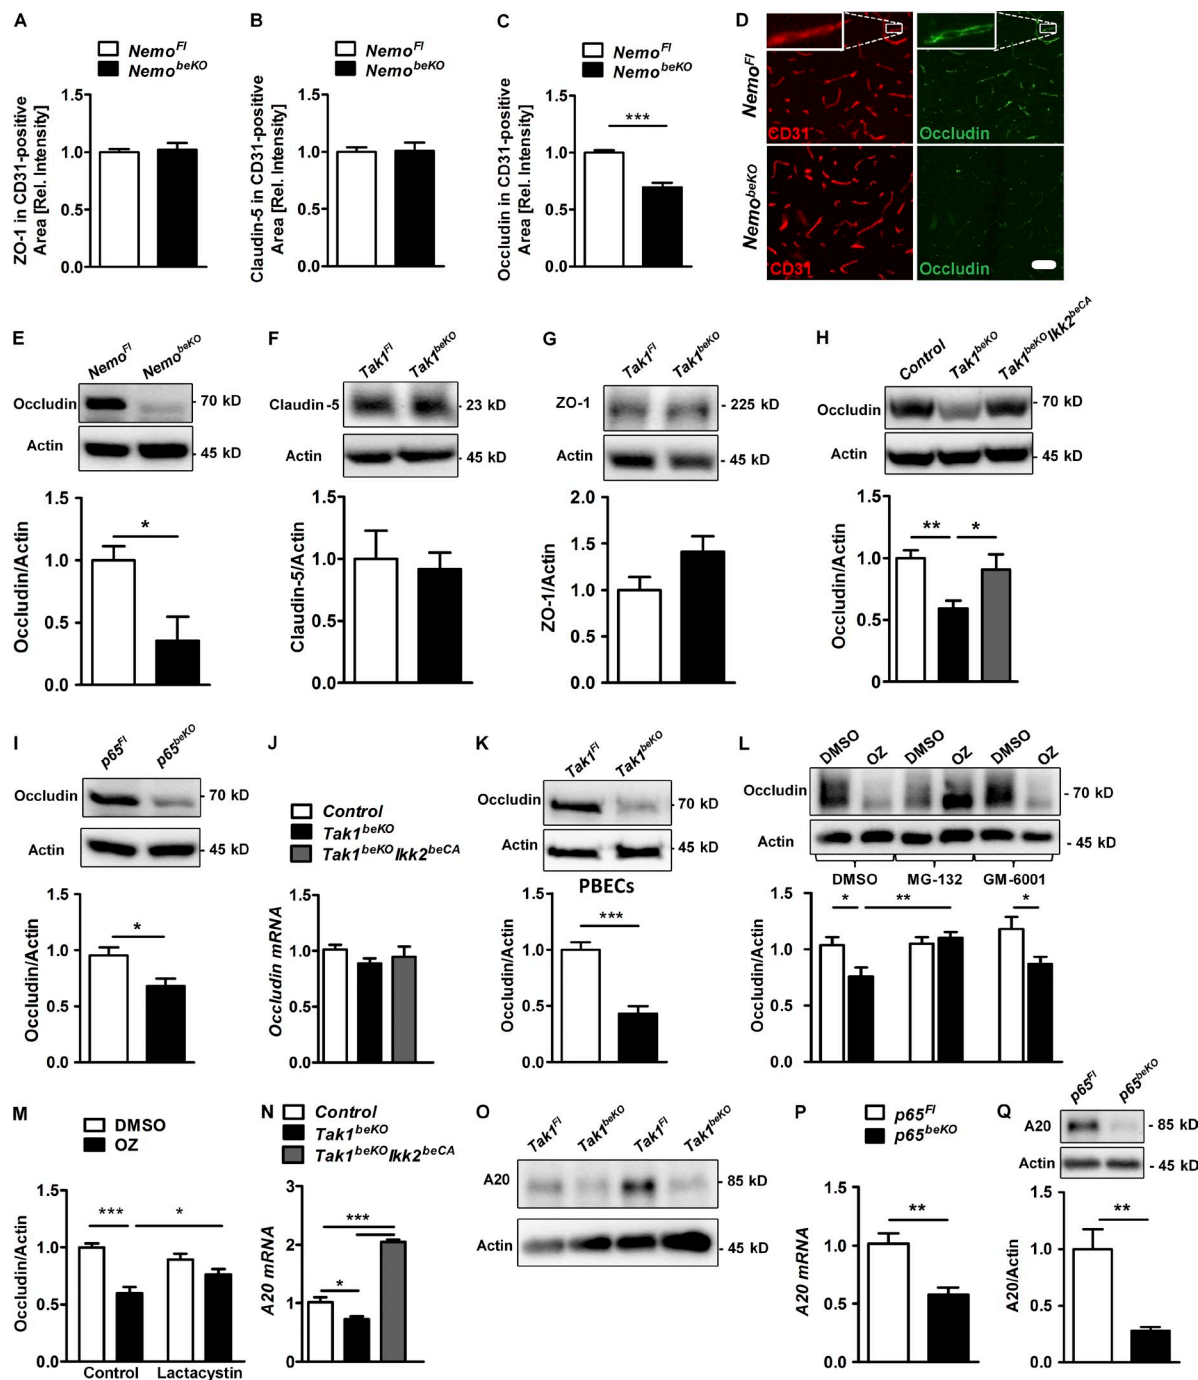 A
Nemo^Fl
Nemo^beKO
ZO-1 in CD31-positive
Area [Rel. Intensity]
1.5
1.0
0.5
0.0
B
Nemo^Fl
Nemo^beKO
Claudin-5 in CD31-positive
Area [Rel. Intensity]
1.5
1.0
0.5
0.0
C
Nemo^Fl
Nemo^beKO
Occludin in CD31-positive
Area [Rel. Intensity]
1.5
1.0
0.5
0.0
***
D
Nemo^Fl
Nemo^beKO
CD31
Occludin
CD31
Occludin
E
Nemo^Fl
Nemo^beKO
Occludin
- 70 kD
Actin
- 45 kD
Occludin/Actin
1.5
1.0
0.5
0.0
*
F
Tak1^Fl
Tak1^beKO
Claudin-5
- 23 kD
Actin
- 45 kD
Claudin-5/Actin
1.5
1.0
0.5
0.0
G
Tak1^Fl
Tak1^beKO
ZO-1
- 225 kD
Actin
- 45 kD
ZO-1/Actin
2.0
1.5
1.0
0.5
0.0
H
Control
Tak1^beKO
Tak1^beKO Ikk2^beCA
Occludin
- 70 kD
Actin
- 45 kD
Occludin/Actin
1.5
1.0
0.5
0
**
*
I
p65^Fl
p65^beKO
Occludin
- 70 kD
Actin
- 45 kD
Occludin/Actin
1.5
1.0
0.5
0.0
*
J
Control
Tak1^beKO
Tak1^beKO Ikk2^beCA
Occludin mRNA
1.5
1.0
0.5
0.0
K
Tak1^Fl
Tak1^beKO
Occludin
- 70 kD
Actin
- 45 kD
PBECs
Occludin/Actin
1.5
1.0
0.5
0.0
***
L
DMSO
OZ
DMSO
OZ
DMSO
OZ
Occludin
- 70 kD
Actin
- 45 kD
DMSO
MG-132
GM-6001
Occludin/Actin
1.5
1.0
0.5
0.0
*
**
*
M
DMSO
OZ
Occludin/Actin
1.5
1.0
0.5
0.0
***
*
Control
Lactacystin
N
Control
Tak1^beKO
Tak1^beKO Ikk2^beCA
A20 mRNA
3
2
1
0
***
*
O
Tak1^Fl
Tak1^beKO
Tak1^Fl
Tak1^beKO
A20
- 85 kD
Actin
- 45 kD
P
p65^Fl
p65^beKO
A20 mRNA
1.5
1.0
0.5
0.0
**
Q
p65^Fl
p65^beKO
A20
- 85 kD
Actin
- 45 kD
A20/Actin
1.5
1.0
0.5
0.0
**